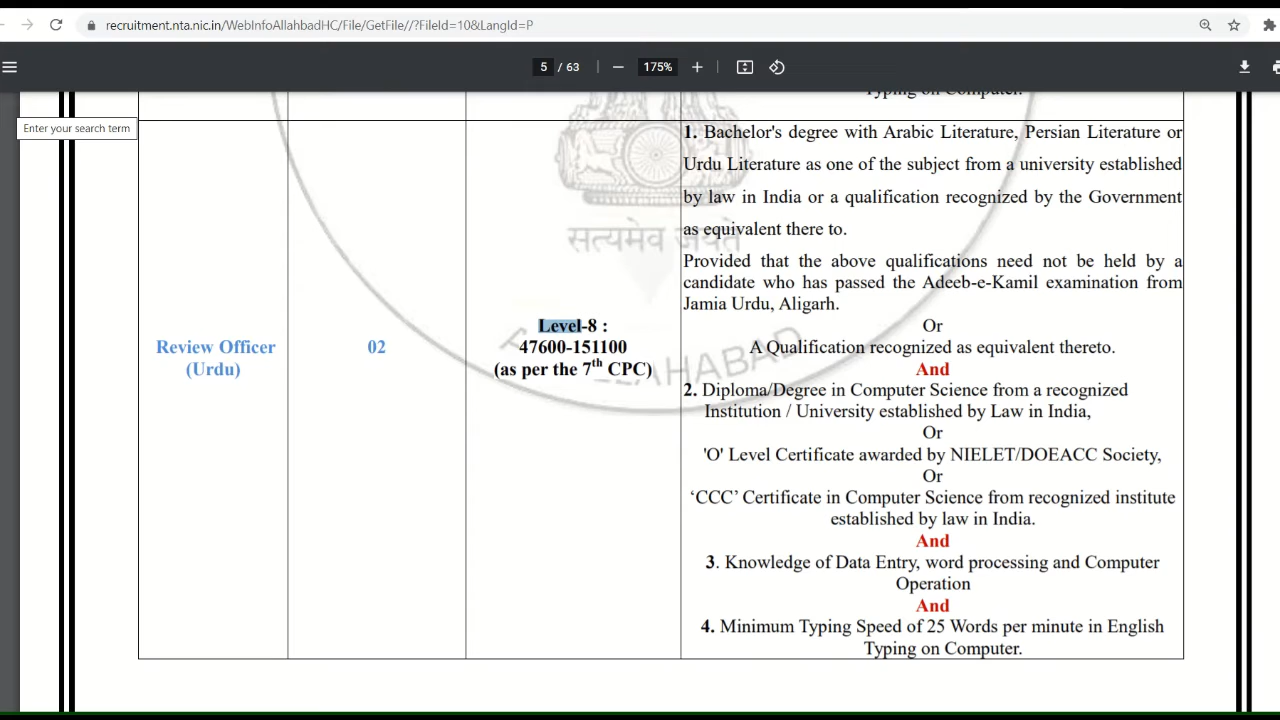 recruitment.nta.nic.in/WebInfoAllahbadHC/File/GetFile//?FileId=10&LangId=P
5 / 63
175%
Typing on Computer.
Enter your search term
1. Bachelor's degree with Arabic Literature, Persian Literature or
Urdu Literature as one of the subject from a university established
by law in India or a qualification recognized by the Government
as equivalent there to.
Provided that the above qualifications need not be held by a
candidate who has passed the Adeeb-e-Kamil examination from
Jamia Urdu, Aligarh.
Or
A Qualification recognized as equivalent thereto.
And
2. Diploma/Degree in Computer Science from a recognized
Institution / University established by Law in India,
Or
'O' Level Certificate awarded by NIELET/DOEACC Society,
Or
‘CCC’ Certificate in Computer Science from recognized institute
established by law in India.
And
3. Knowledge of Data Entry, word processing and Computer
Operation
And
4. Minimum Typing Speed of 25 Words per minute in English
Typing on Computer.
Review Officer
(Urdu)
02
Level-8 :
47600-151100
(as per the 7th CPC)
सत्यमेव जयते
ALLAHABAD